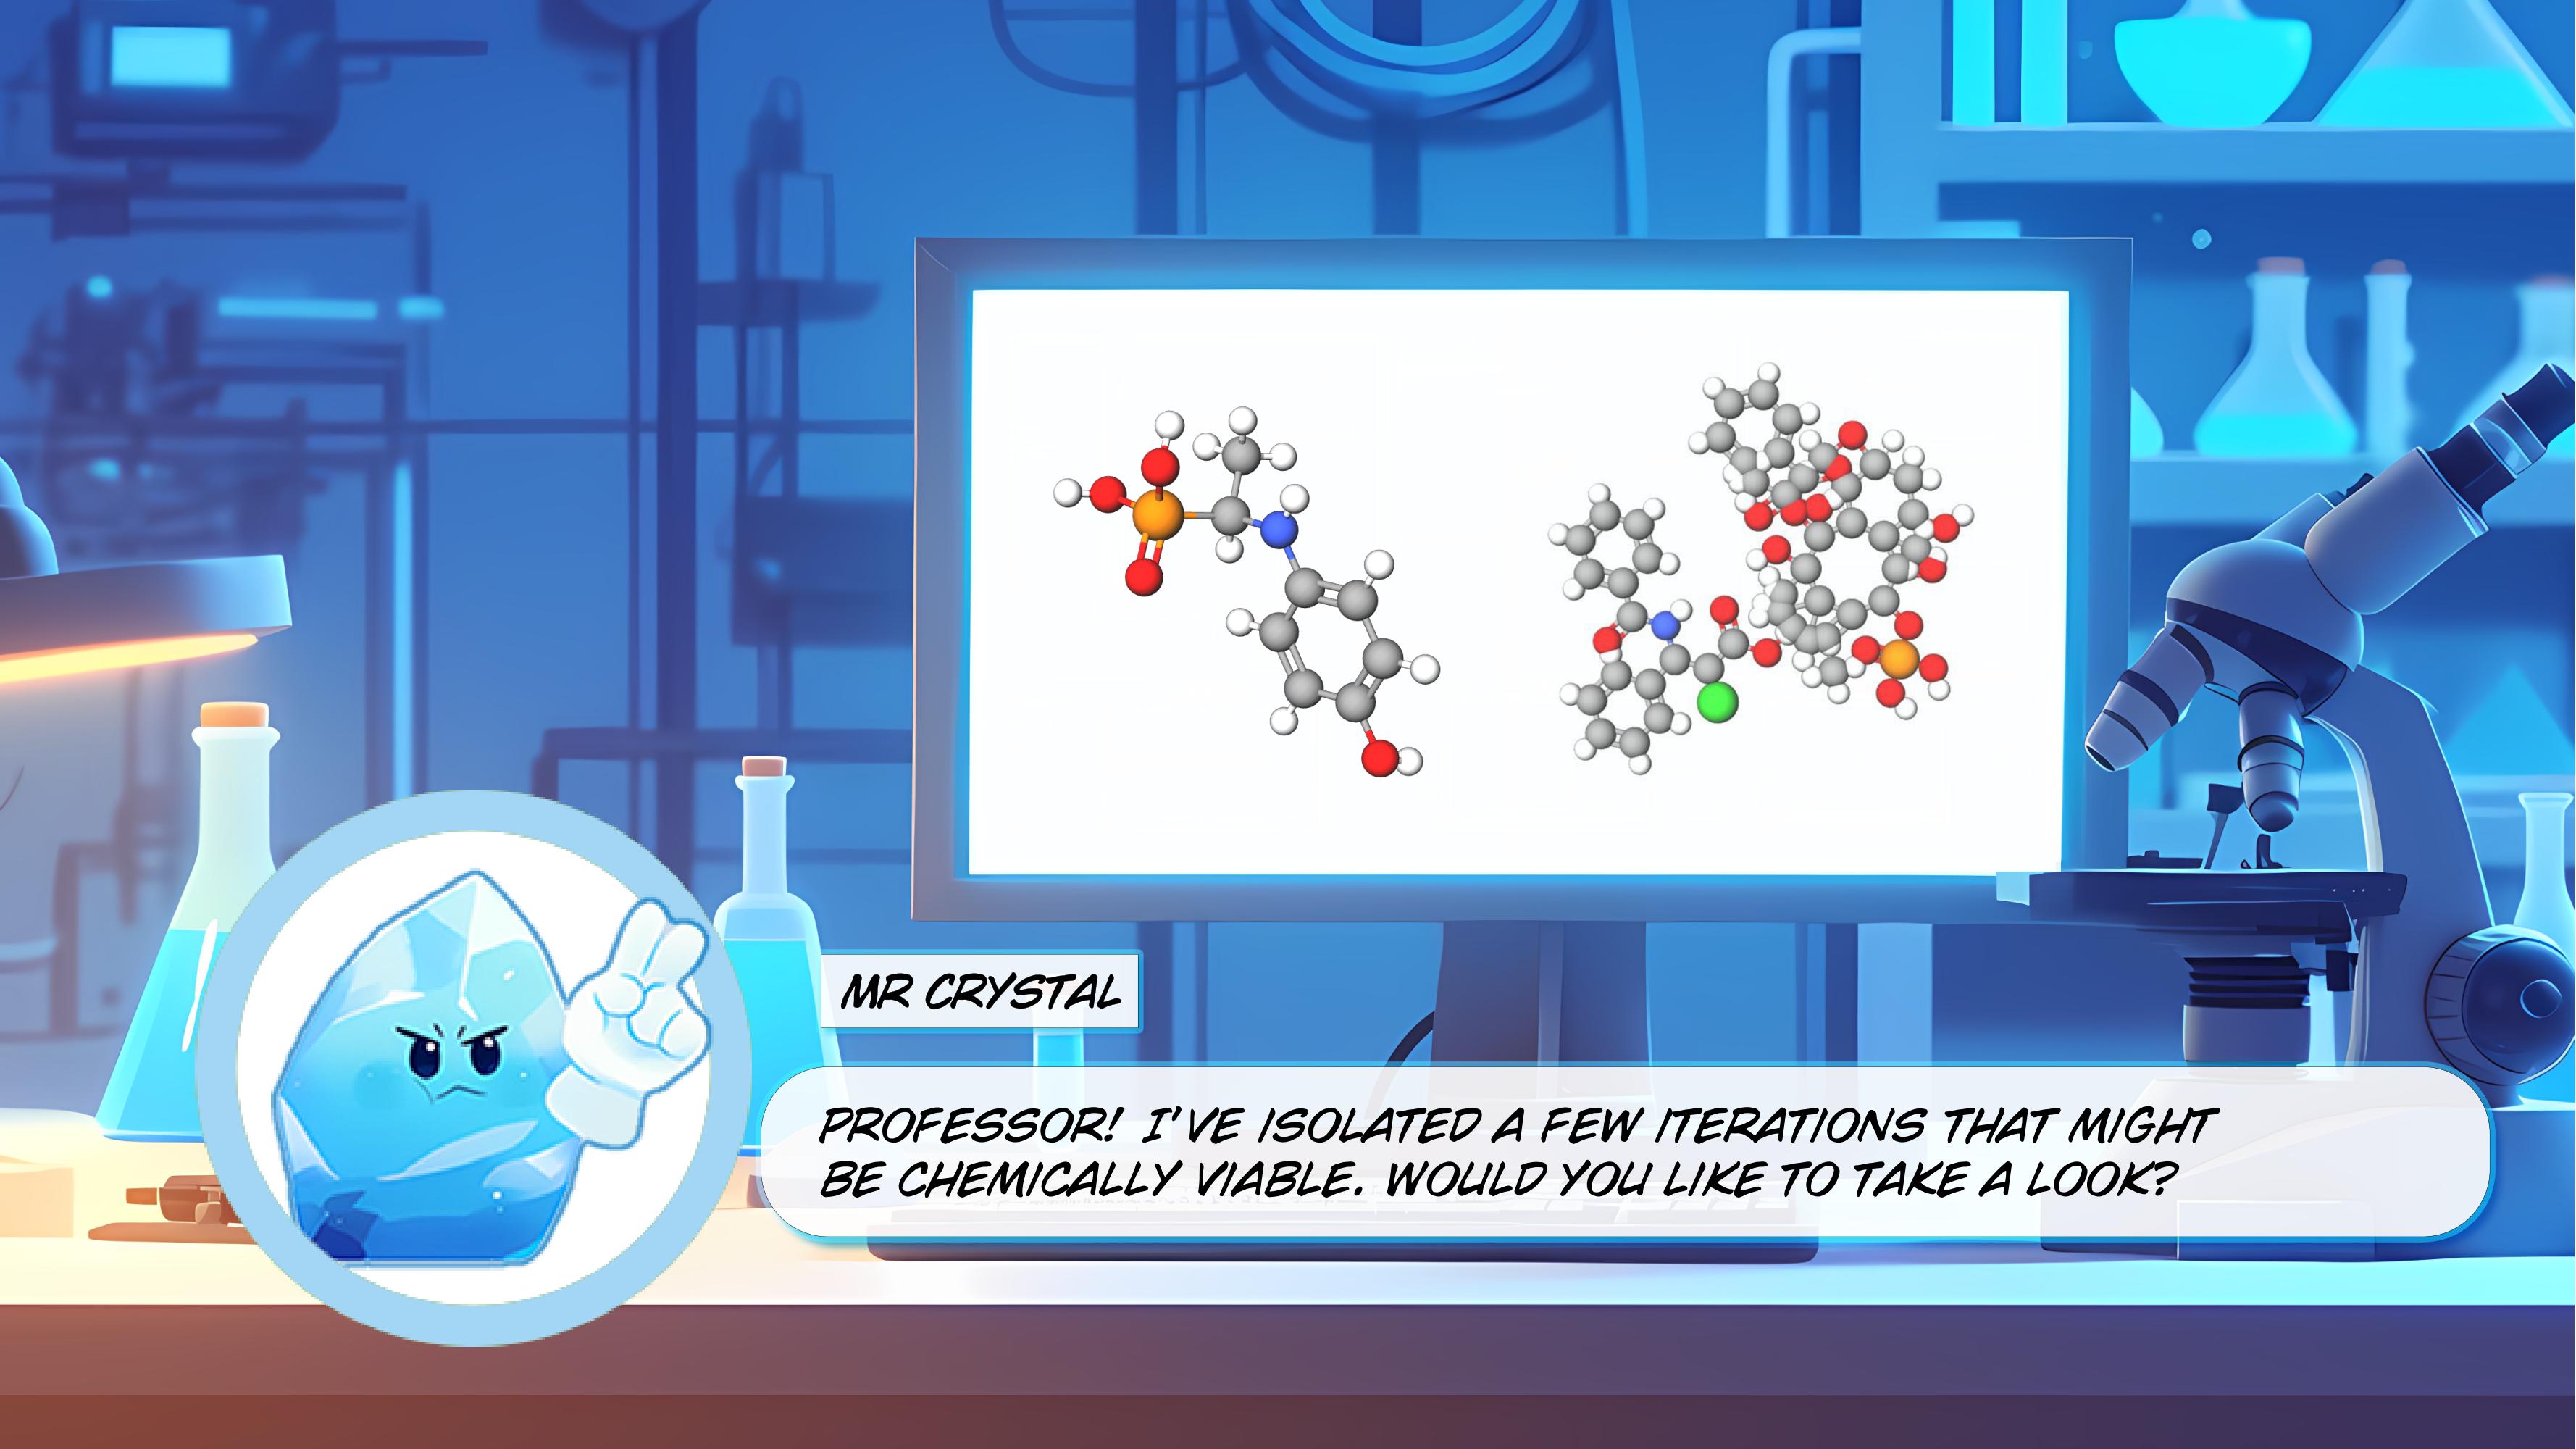 MR CRYSTAL
PROFESSOR! I'VE ISOLATED A FEW ITERATIONS THAT MIGHT
BE CHEMICALLY VIABLE. WOULD YOU LIKE TO TAKE A LOOK?